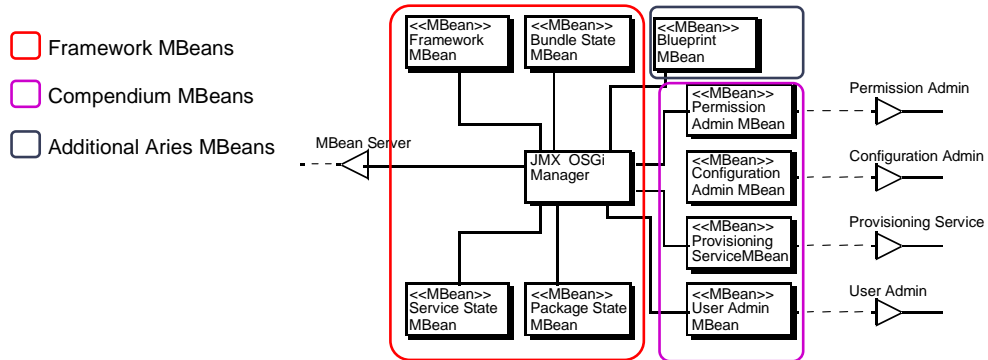 Framework MBeans
Compendium MBeans
Additional Aries MBeans
<<MBean>>
Framework
MBean
<<MBean>>
Bundle State
MBean
<<MBean>>
Blueprint
MBean
<<MBean>>
Permission
Admin MBean
Permission Admin
MBean Server
JMX OSGi
Manager
<<MBean>>
Configuration
Admin MBean
Configuration Admin
<<MBean>>
Provisioning
ServiceMBean
Provisioning Service
<<MBean>>
Service State
MBean
<<MBean>>
Package State
MBean
<<MBean>>
User Admin
MBean
User Admin